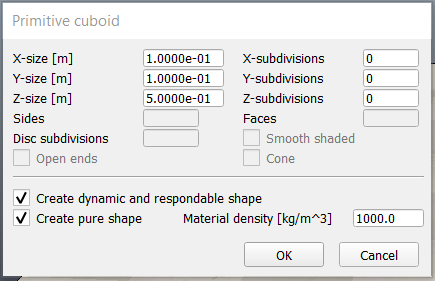 Primitive cuboid
X-size [m] 1.0000e-01 X-subdivisions 0
Y-size [m] 1.0000e-01 Y-subdivisions 0
Z-size [m] 5.0000e-01 Z-subdivisions 0
Sides Faces
Disc subdivisions Smooth shaded
Open ends Cone
Create dynamic and respondable shape
Create pure shape Material density [kg/m^3] 1000.0
OK Cancel